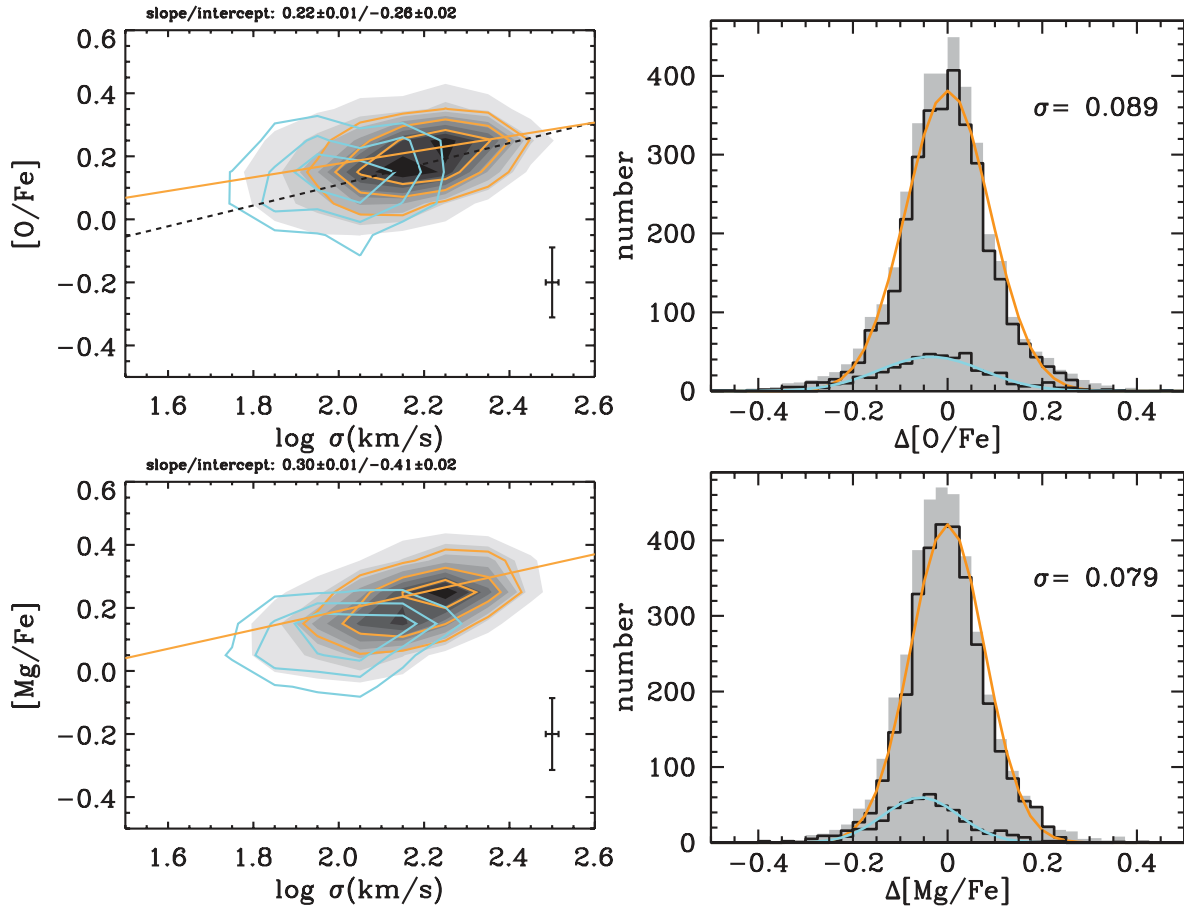 slope/intercept: 0.22±0.01/−0.26±0.02
0.6
0.4
0.2
0.0
−0.2
−0.4
[O/Fe]
1.6 1.8 2.0 2.2 2.4 2.6
log σ(km/s)
400
300
200
100
0
number
σ= 0.089
−0.4 −0.2 0 0.2 0.4
Δ[O/Fe]
slope/intercept: 0.30±0.01/−0.41±0.02
0.6
0.4
0.2
0.0
−0.2
−0.4
[Mg/Fe]
1.6 1.8 2.0 2.2 2.4 2.6
log σ(km/s)
400
300
200
100
0
number
σ= 0.079
−0.4 −0.2 0 0.2 0.4
Δ[Mg/Fe]